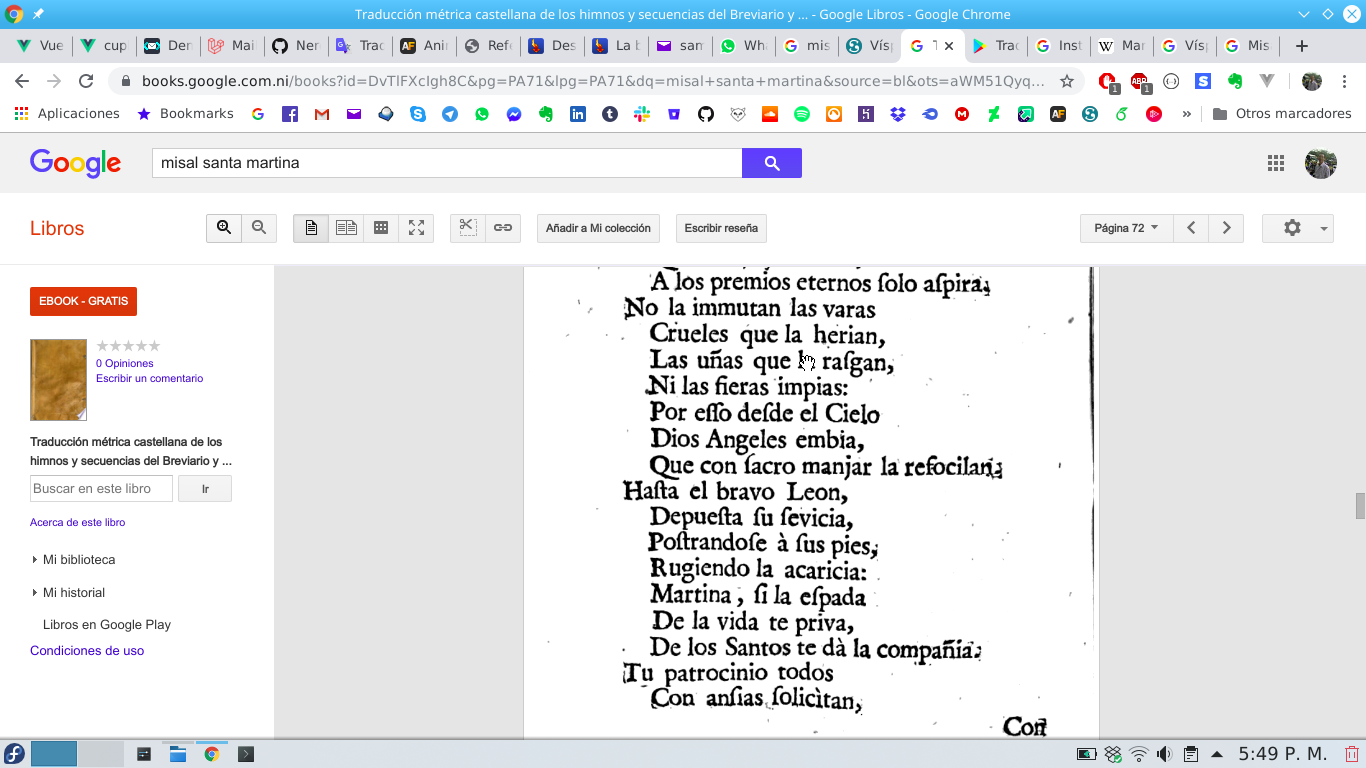 Traducción métrica castellana de los himnos y secuencias del Breviario y ... - Google Libros - Google Chrome
Vue
cup
Den
Mai
Ner
Trac
Ani
Refe
Des
La b
san
Wha
mis
Vísp
T
Trac
Inst
Mar
Vísp
Mis
books.google.com.ni/books?id=DvTIFXcIgh8C&pg=PA71&lpg=PA71&dq=misal+santa+martina&source=bl&ots=aWM51Qyq...
1
ABP
1
Aplicaciones
Bookmarks
AF
»
Otros marcadores
Google
misal santa martina
Libros
Añadir a Mi colección
Escribir reseña
Página 72
EBOOK - GRATIS
0 Opiniones
Escribir un comentario
Traducción métrica castellana de los
himnos y secuencias del Breviario y ...
Buscar en este libro
Ir
Acerca de este libro
Mi biblioteca
Mi historial
Libros en Google Play
Condiciones de uso
A los premios eternos ſolo aſpira;
No la immutan las varas
Crueles que la herian,
Las uñas que la raſgan,
Ni las fieras impias:
Por eſſo deſde el Cielo
Dios Angeles embia,
Que con ſacro manjar la refocilan;
Haſta el bravo Leon,
Depueſta ſu ſevicia,
Poſtrandoſe à ſus pies,
Rugiendo la acaricia:
Martina, ſi la eſpada
De la vida te priva,
De los Santos te dà la compañia:
Tu patrocinio todos
Con anſias ſolicìtan,
Con
5:49 P. M.